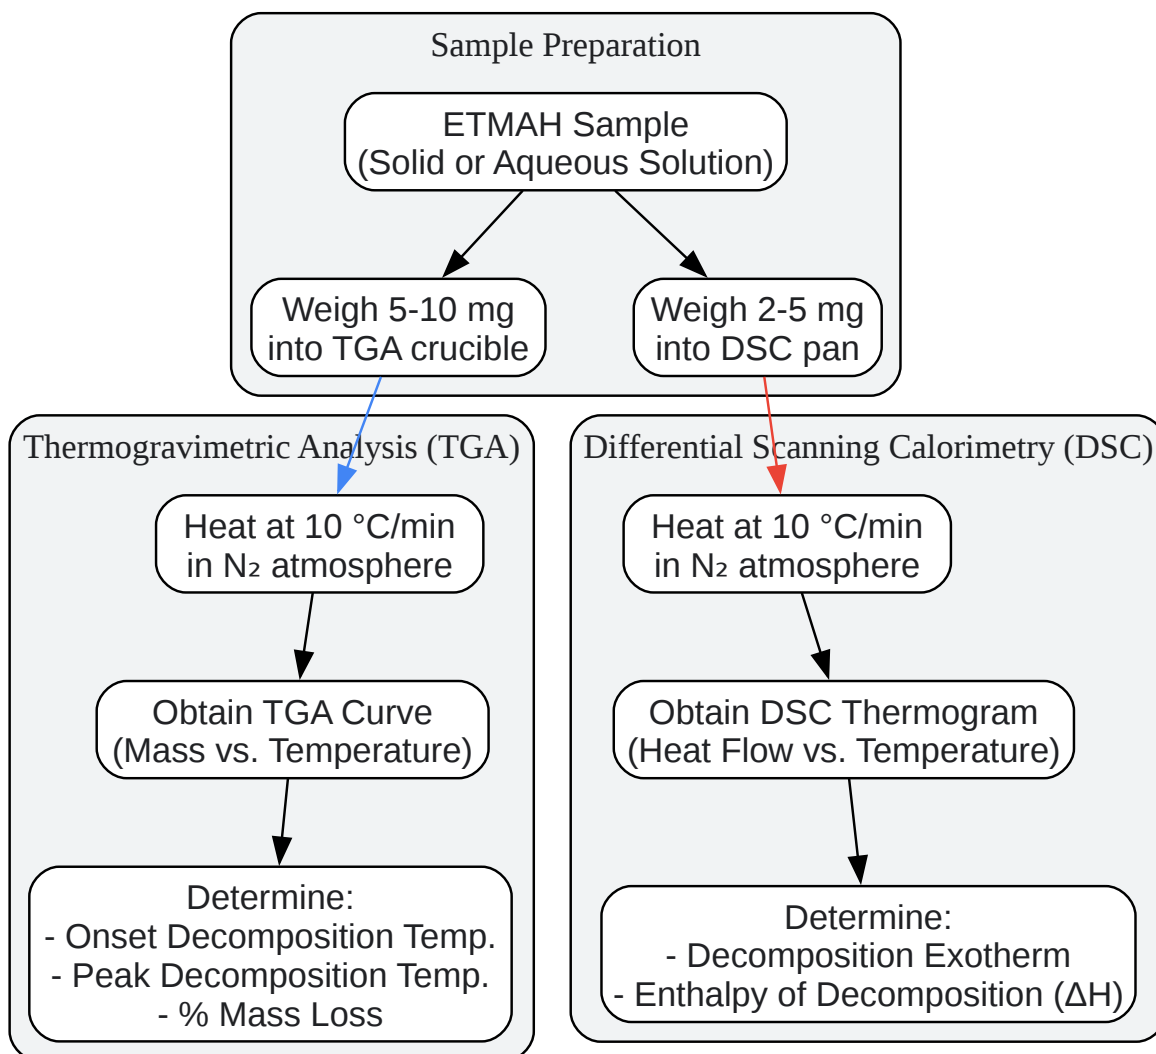 Sample Preparation
ETMAH Sample
(Solid or Aqueous Solution)
Weigh 5-10 mg
into TGA crucible
Weigh 2-5 mg
into DSC pan
Thermogravimetric Analysis (TGA)
Heat at 10 °C/min
in N₂ atmosphere
Obtain TGA Curve
(Mass vs. Temperature)
Determine:
- Onset Decomposition Temp.
- Peak Decomposition Temp.
- % Mass Loss
Differential Scanning Calorimetry (DSC)
Heat at 10 °C/min
in N₂ atmosphere
Obtain DSC Thermogram
(Heat Flow vs. Temperature)
Determine:
- Decomposition Exotherm
- Enthalpy of Decomposition (ΔH)